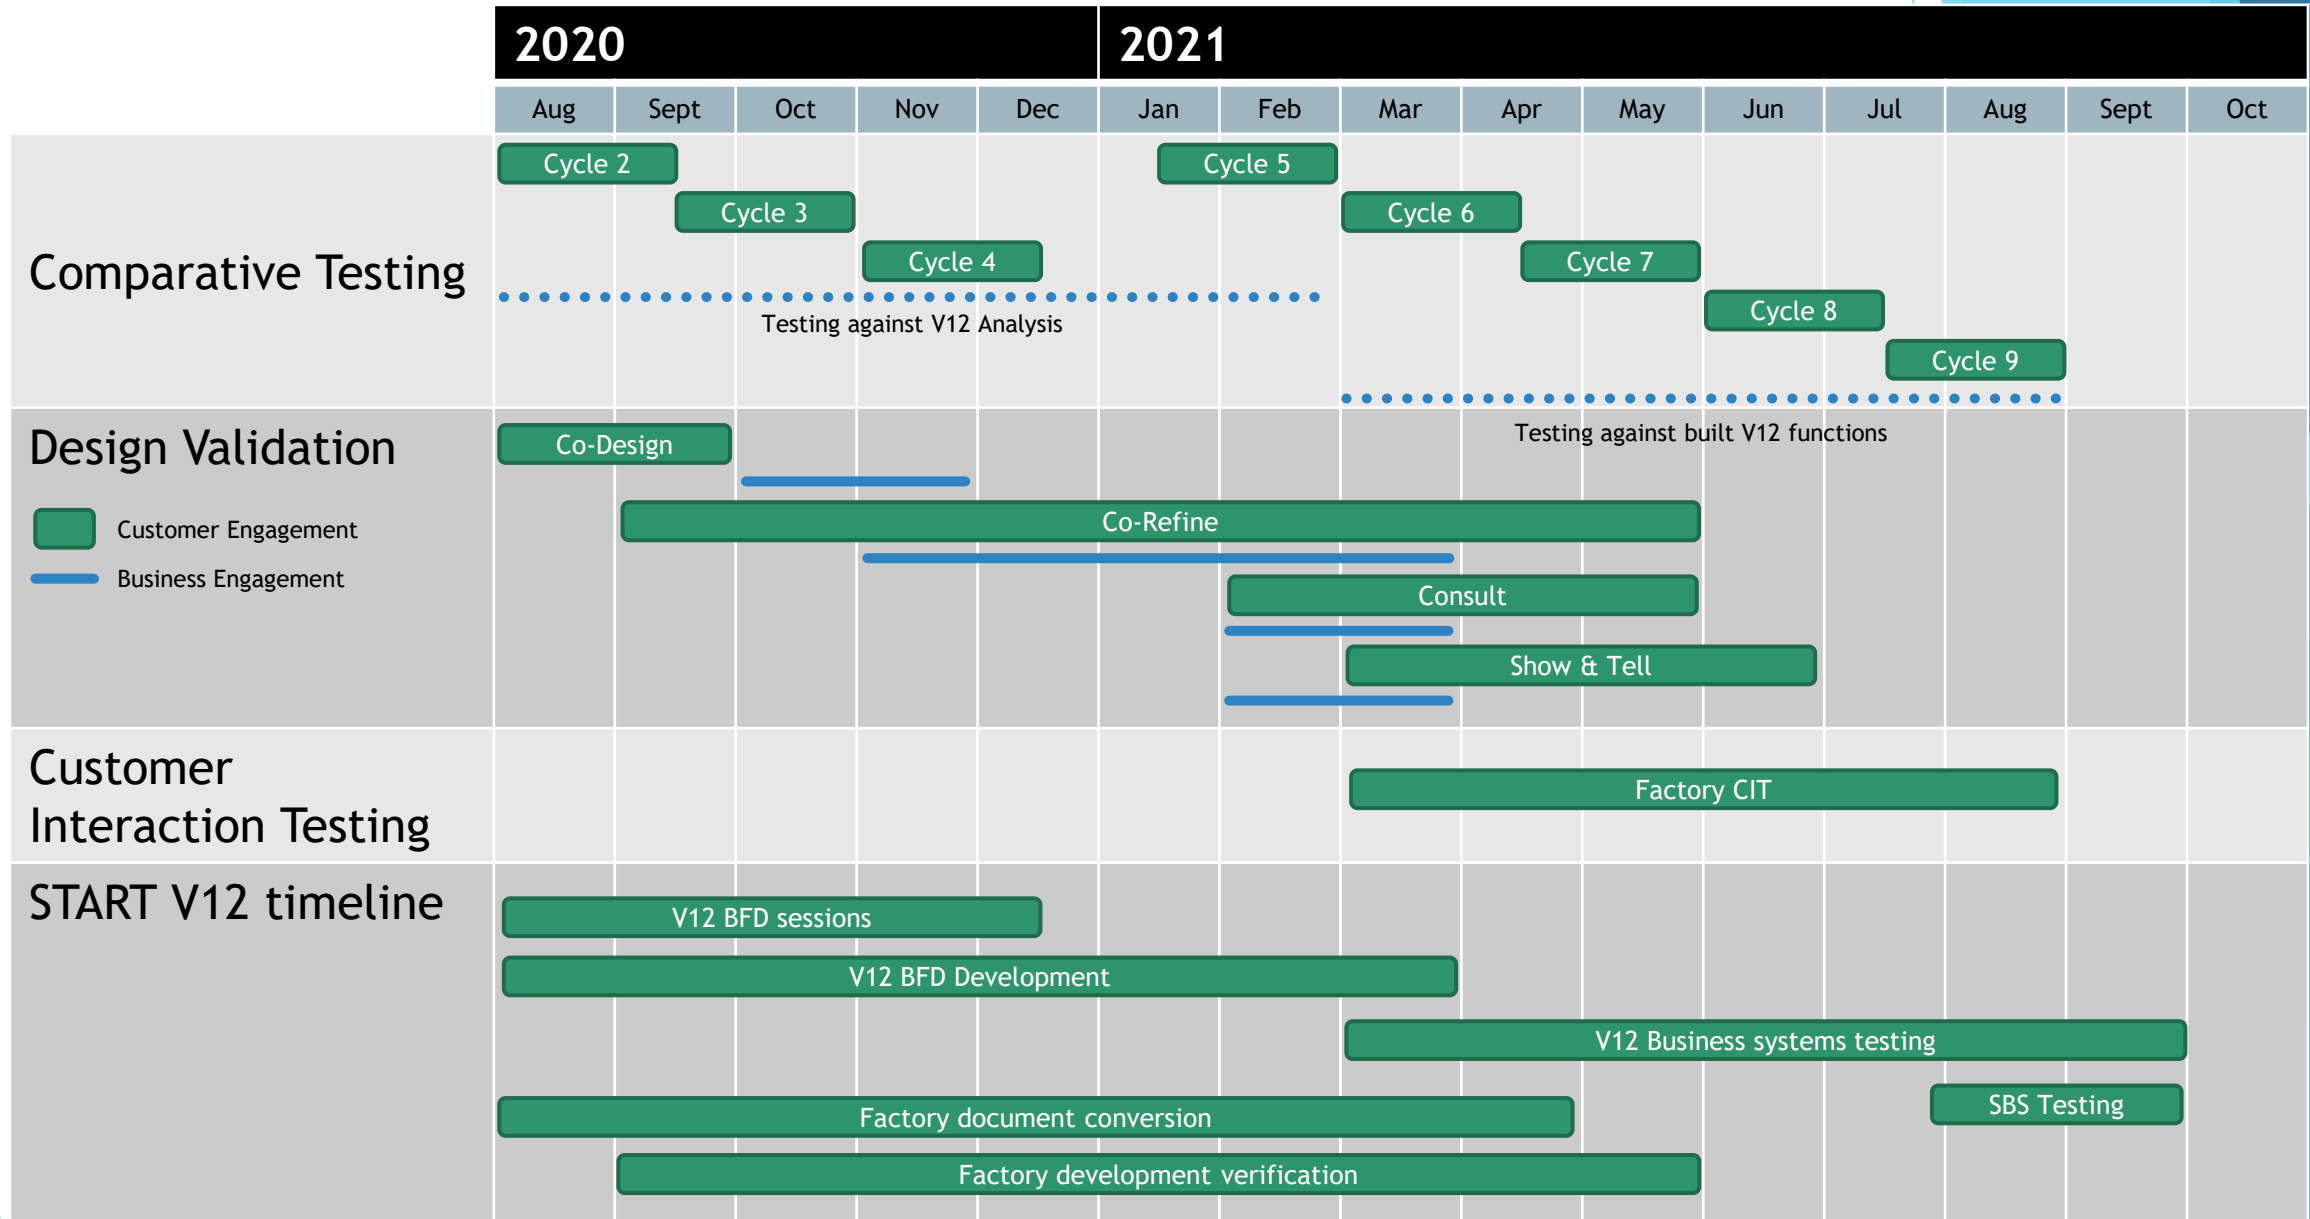 2020
2021
Aug
Sept
Oct
Nov
Dec
Jan
Feb
Mar
Apr
May
Jun
Jul
Aug
Sept
Oct
Comparative Testing
Cycle 2
Cycle 5
Cycle 3
Cycle 6
Cycle 4
Cycle 7
Testing against V12 Analysis
Cycle 8
Cycle 9
Testing against built V12 functions
Design Validation
Customer Engagement
Business Engagement
Co-Design
Co-Refine
Consult
Show & Tell
Customer
Interaction Testing
Factory CIT
START V12 timeline
V12 BFD sessions
V12 BFD Development
V12 Business systems testing
SBS Testing
Factory document conversion
Factory development verification